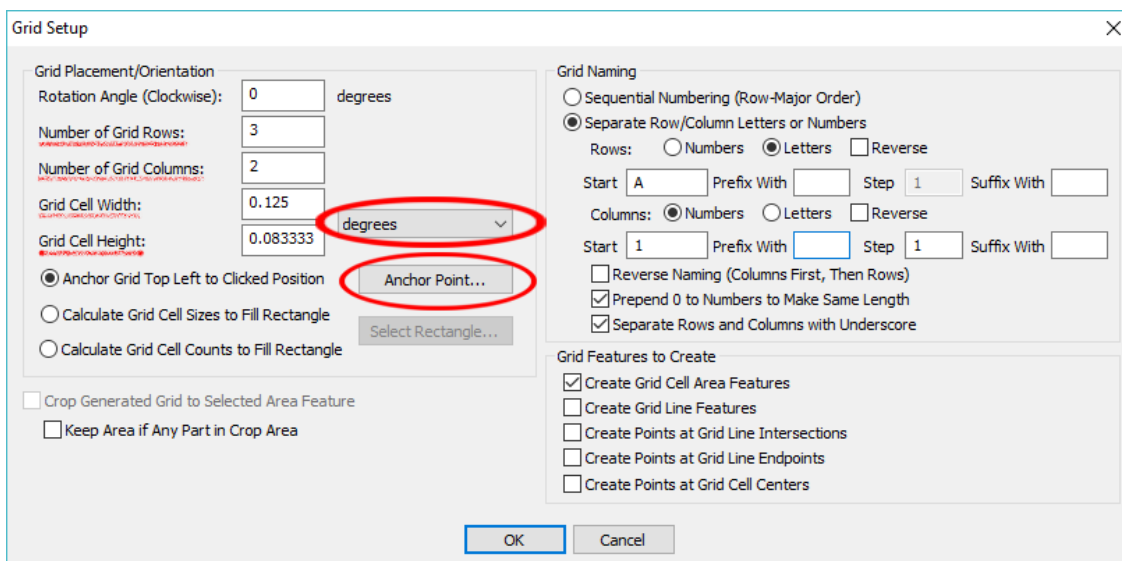 Grid Setup
Grid Placement/Orientation
Rotation Angle (Clockwise): 0 degrees
Number of Grid Rows: 3
Number of Grid Columns: 2
Grid Cell Width: 0.125
degrees
Grid Cell Height: 0.083333
Anchor Grid Top Left to Clicked Position Anchor Point...
Calculate Grid Cell Sizes to Fill Rectangle
Select Rectangle...
Calculate Grid Cell Counts to Fill Rectangle
Crop Generated Grid to Selected Area Feature
Keep Area if Any Part in Crop Area
Grid Naming
Sequential Numbering (Row-Major Order)
Separate Row/Column Letters or Numbers
Rows: Numbers Letters Reverse
Start A Prefix With Step 1 Suffix With
Columns: Numbers Letters Reverse
Start 1 Prefix With Step 1 Suffix With
Reverse Naming (Columns First, Then Rows)
Prepend 0 to Numbers to Make Same Length
Separate Rows and Columns with Underscore
Grid Features to Create
Create Grid Cell Area Features
Create Grid Line Features
Create Points at Grid Line Intersections
Create Points at Grid Line Endpoints
Create Points at Grid Cell Centers
OK Cancel